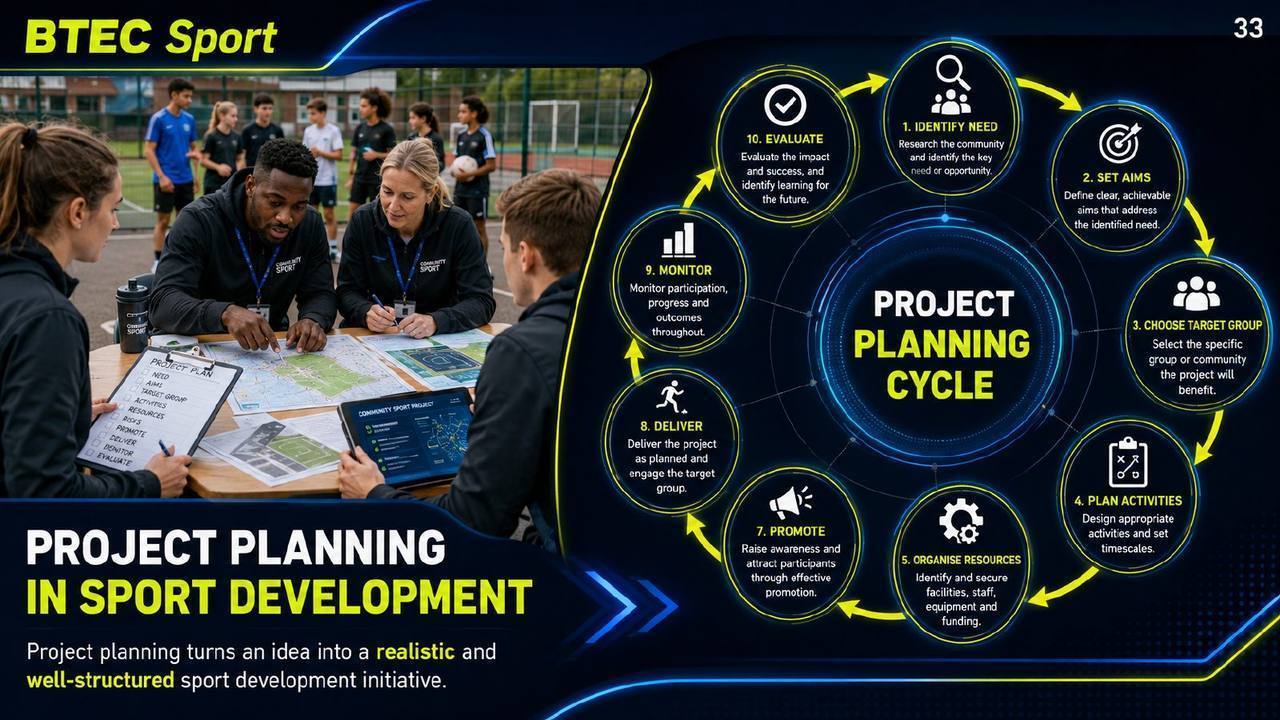 BTEC Sport
33
COMMUNITY
SPORT
COMMUNITY
SPORT
PROJECT PLAN
NEED
AIMS
TARGET GROUP
ACTIVITIES
RESOURCES
RISKS
PROMOTE
DELIVER
EVALUATE
COMMUNITY SPORT PROJECT
PROJECT PLANNING
IN SPORT DEVELOPMENT
Project planning turns an idea into a realistic and
well-structured sport development initiative.
PROJECT
PLANNING
CYCLE
1. IDENTIFY NEED
Research the community
and identify the key
need or opportunity.
2. SET AIMS
Define clear, achievable
aims that address
the identified need.
3. CHOOSE TARGET GROUP
Select the specific
group or community
the project will
benefit.
4. PLAN ACTIVITIES
Design appropriate
activities and set
timescales.
5. ORGANISE RESOURCES
Identify and secure
facilities, staff,
equipment and
funding.
7. PROMOTE
Raise awareness and
attract participants
through effective
promotion.
8. DELIVER
Deliver the project
as planned and
engage the target
group.
9. MONITOR
Monitor participation,
progress and
outcomes
throughout.
10. EVALUATE
Evaluate the impact
and success, and
identify learning for
the future.